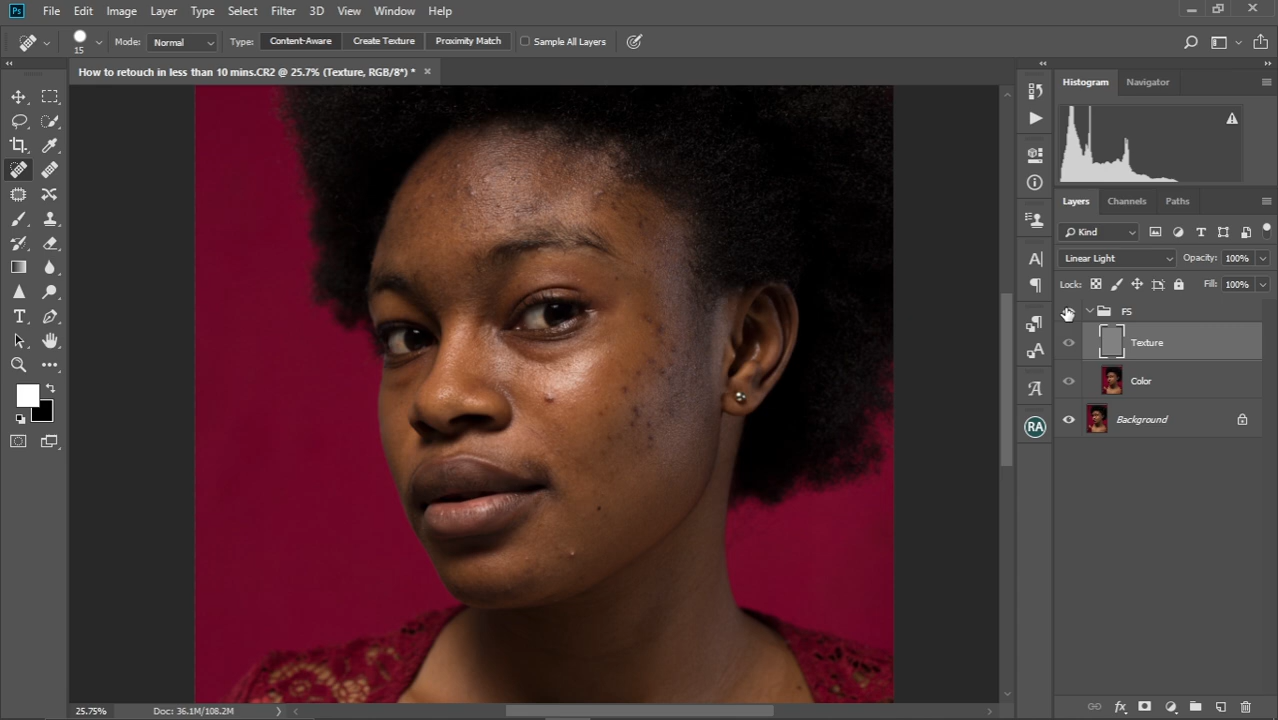 Ps File Edit Image Layer Type Select Filter 3D View Window Help
15 Mode: Normal Type: Content-Aware Create Texture Proximity Match Sample All Layers
How to retouch in less than 10 mins.CR2 @ 25.7% (Texture, RGB/8*) *
Histogram Navigator
Layers Channels Paths
Kind
Linear Light Opacity: 100%
Lock: Fill: 100%
FS
Texture
Color
RA
Background
25.75% Doc: 36.1M/108.2M